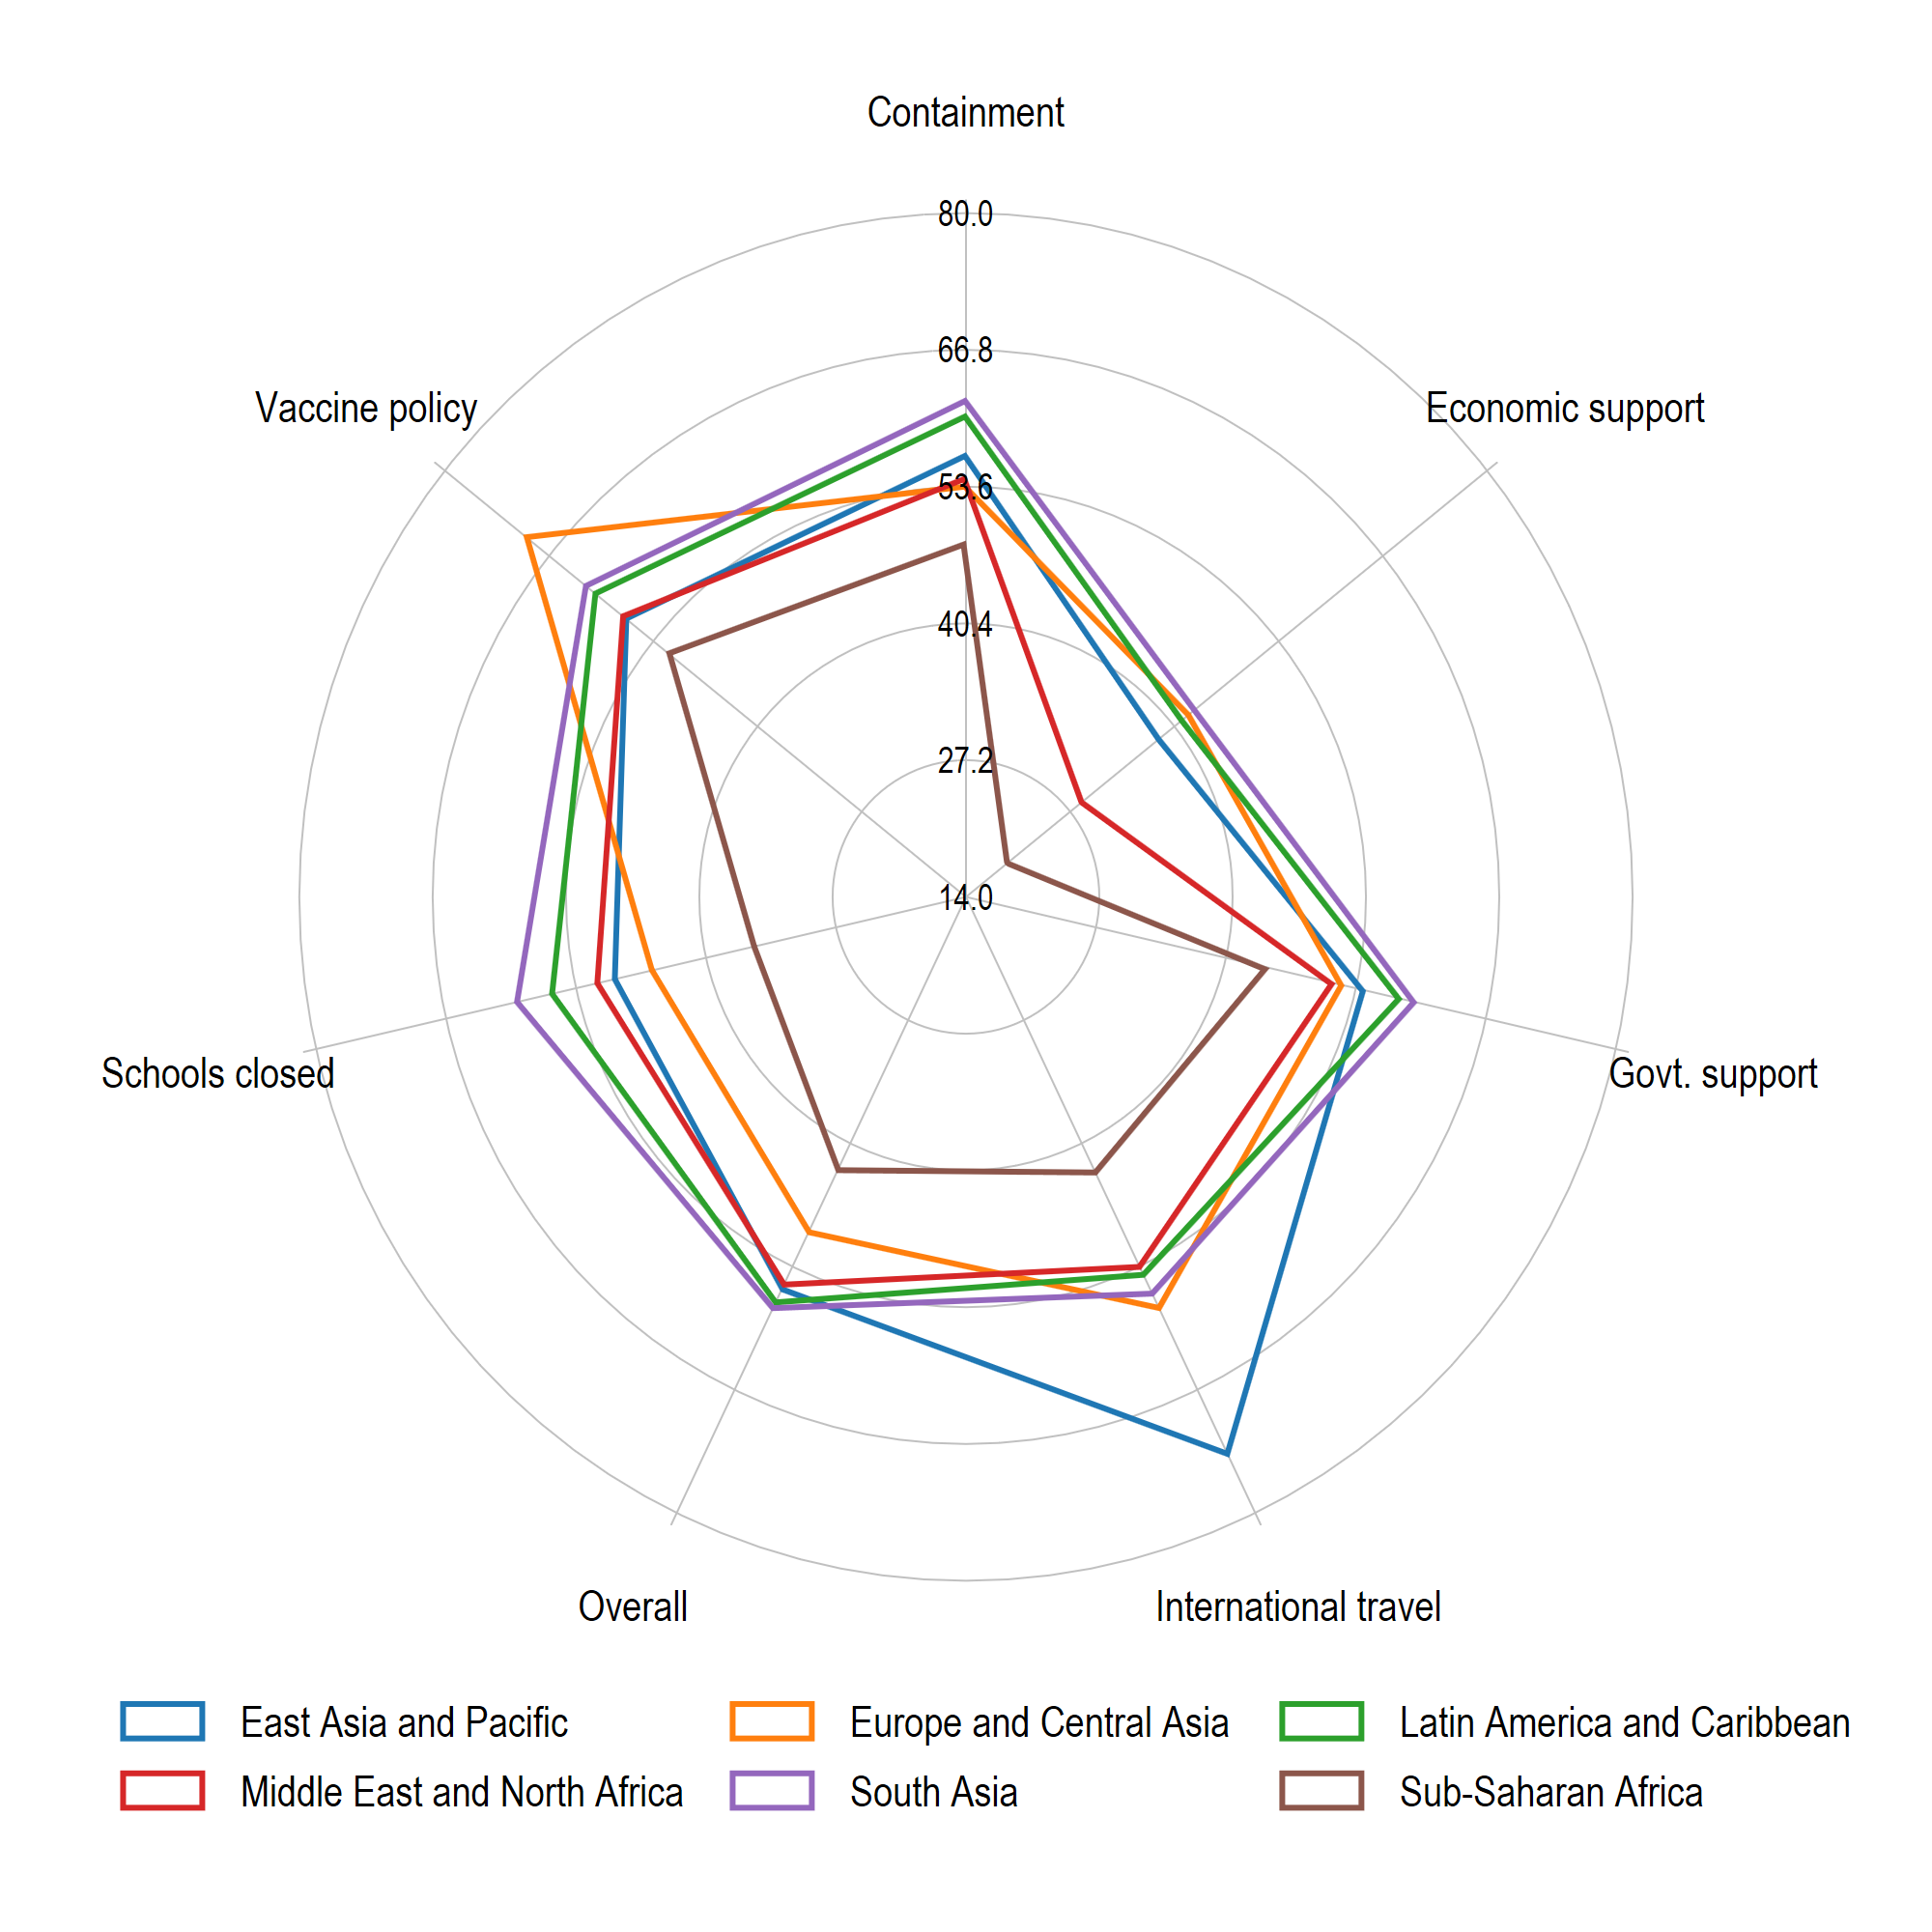 Containment
80.0
66.8
Vaccine policy
Economic support
53.6
40.4
27.2
14.0
Schools closed
Govt. support
Overall
International travel
East Asia and Pacific
Europe and Central Asia
Latin America and Caribbean
Middle East and North Africa
South Asia
Sub-Saharan Africa